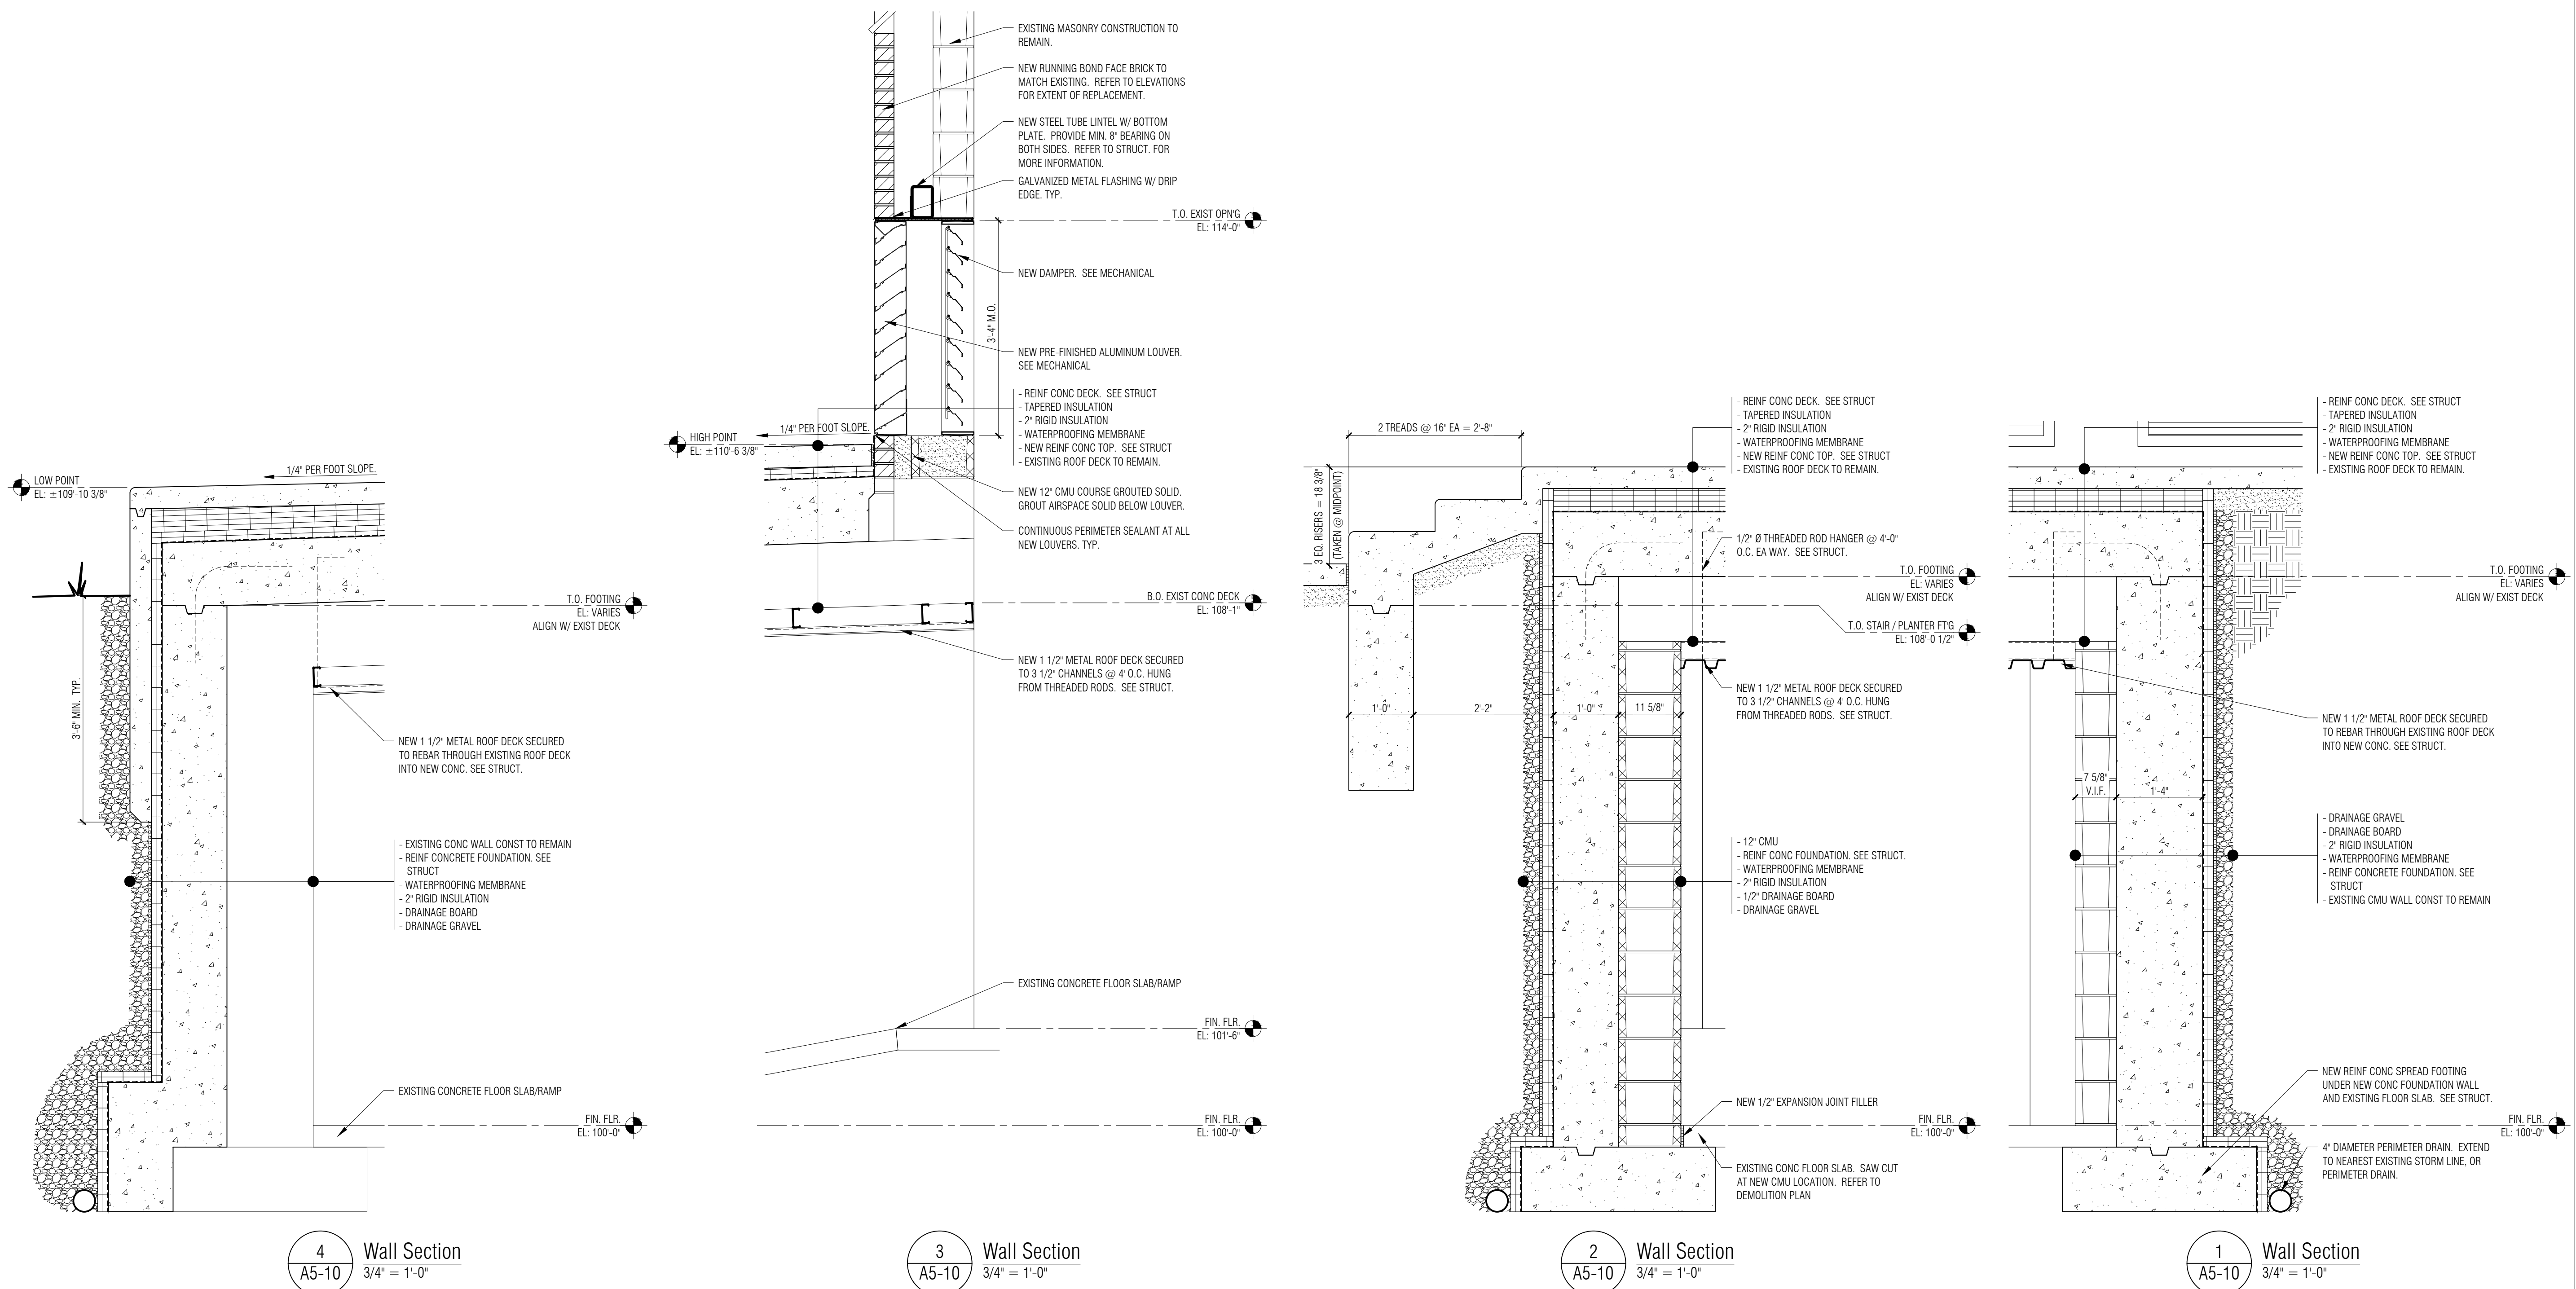 LOW POINT
EL: ±109'-10 3/8"
1/4" PER FOOT SLOPE.
T.O. FOOTING
EL: VARIES
ALIGN W/ EXIST DECK
3'-6" MIN. TYP.
NEW 1 1/2" METAL ROOF DECK SECURED
TO REBAR THROUGH EXISTING ROOF DECK
INTO NEW CONC. SEE STRUCT.
- EXISTING CONC WALL CONST TO REMAIN
- REINF CONCRETE FOUNDATION. SEE
STRUCT
- WATERPROOFING MEMBRANE
- 2" RIGID INSULATION
- DRAINAGE BOARD
- DRAINAGE GRAVEL
EXISTING CONCRETE FLOOR SLAB/RAMP
FIN. FLR.
EL: 100'-0"
4
A5-10
Wall Section
3/4" = 1'-0"
EXISTING MASONRY CONSTRUCTION TO
REMAIN.
NEW RUNNING BOND FACE BRICK TO
MATCH EXISTING. REFER TO ELEVATIONS
FOR EXTENT OF REPLACEMENT.
NEW STEEL TUBE LINTEL W/ BOTTOM
PLATE. PROVIDE MIN. 8" BEARING ON
BOTH SIDES. REFER TO STRUCT. FOR
MORE INFORMATION.
GALVANIZED METAL FLASHING W/ DRIP
EDGE. TYP.
T.O. EXIST OPN'G
EL: 114'-0"
NEW DAMPER. SEE MECHANICAL
3'-4" M.O.
NEW PRE-FINISHED ALUMINUM LOUVER.
SEE MECHANICAL
- REINF CONC DECK. SEE STRUCT
- TAPERED INSULATION
- 2" RIGID INSULATION
- WATERPROOFING MEMBRANE
- NEW REINF CONC TOP. SEE STRUCT
- EXISTING ROOF DECK TO REMAIN.
HIGH POINT
EL: ±110'-6 3/8"
1/4" PER FOOT SLOPE.
NEW 12" CMU COURSE GROUTED SOLID.
GROUT AIRSPACE SOLID BELOW LOUVER.
CONTINUOUS PERIMETER SEALANT AT ALL
NEW LOUVERS. TYP.
B.O. EXIST CONC DECK
EL: 108'-1"
NEW 1 1/2" METAL ROOF DECK SECURED
TO 3 1/2" CHANNELS @ 4' O.C. HUNG
FROM THREADED RODS. SEE STRUCT.
EXISTING CONCRETE FLOOR SLAB/RAMP
FIN. FLR.
EL: 101'-6"
FIN. FLR.
EL: 100'-0"
3
A5-10
Wall Section
3/4" = 1'-0"
2 TREADS @ 16" EA = 2'-8"
3 EQ. RISERS = 18 3/8"
(TAKEN @ MIDPOINT)
- REINF CONC DECK. SEE STRUCT
- TAPERED INSULATION
- 2" RIGID INSULATION
- WATERPROOFING MEMBRANE
- NEW REINF CONC TOP. SEE STRUCT
- EXISTING ROOF DECK TO REMAIN.
1/2" Ø THREADED ROD HANGER @ 4'-0"
O.C. EA WAY. SEE STRUCT.
T.O. FOOTING
EL: VARIES
ALIGN W/ EXIST DECK
T.O. STAIR / PLANTER FT'G
EL: 108'-0 1/2"
NEW 1 1/2" METAL ROOF DECK SECURED
TO 3 1/2" CHANNELS @ 4' O.C. HUNG
FROM THREADED RODS. SEE STRUCT.
1'-0"
2'-2"
1'-0"
11 5/8"
- 12" CMU
- REINF CONC FOUNDATION. SEE STRUCT.
- WATERPROOFING MEMBRANE
- 2" RIGID INSULATION
- 1/2" DRAINAGE BOARD
- DRAINAGE GRAVEL
NEW 1/2" EXPANSION JOINT FILLER
FIN. FLR.
EL: 100'-0"
EXISTING CONC FLOOR SLAB. SAW CUT
AT NEW CMU LOCATION. REFER TO
DEMOLITION PLAN
2
A5-10
Wall Section
3/4" = 1'-0"
- REINF CONC DECK. SEE STRUCT
- TAPERED INSULATION
- 2" RIGID INSULATION
- WATERPROOFING MEMBRANE
- NEW REINF CONC TOP. SEE STRUCT
- EXISTING ROOF DECK TO REMAIN.
T.O. FOOTING
EL: VARIES
ALIGN W/ EXIST DECK
NEW 1 1/2" METAL ROOF DECK SECURED
TO REBAR THROUGH EXISTING ROOF DECK
INTO NEW CONC. SEE STRUCT.
7 5/8"
V.I.F.
1'-4"
- DRAINAGE GRAVEL
- DRAINAGE BOARD
- 2" RIGID INSULATION
- WATERPROOFING MEMBRANE
- REINF CONCRETE FOUNDATION. SEE
STRUCT
- EXISTING CMU WALL CONST TO REMAIN
NEW REINF CONC SPREAD FOOTING
UNDER NEW CONC FOUNDATION WALL
AND EXISTING FLOOR SLAB. SEE STRUCT.
FIN. FLR.
EL: 100'-0"
4" DIAMETER PERIMETER DRAIN. EXTEND
TO NEAREST EXISTING STORM LINE, OR
PERIMETER DRAIN.
1
A5-10
Wall Section
3/4" = 1'-0"